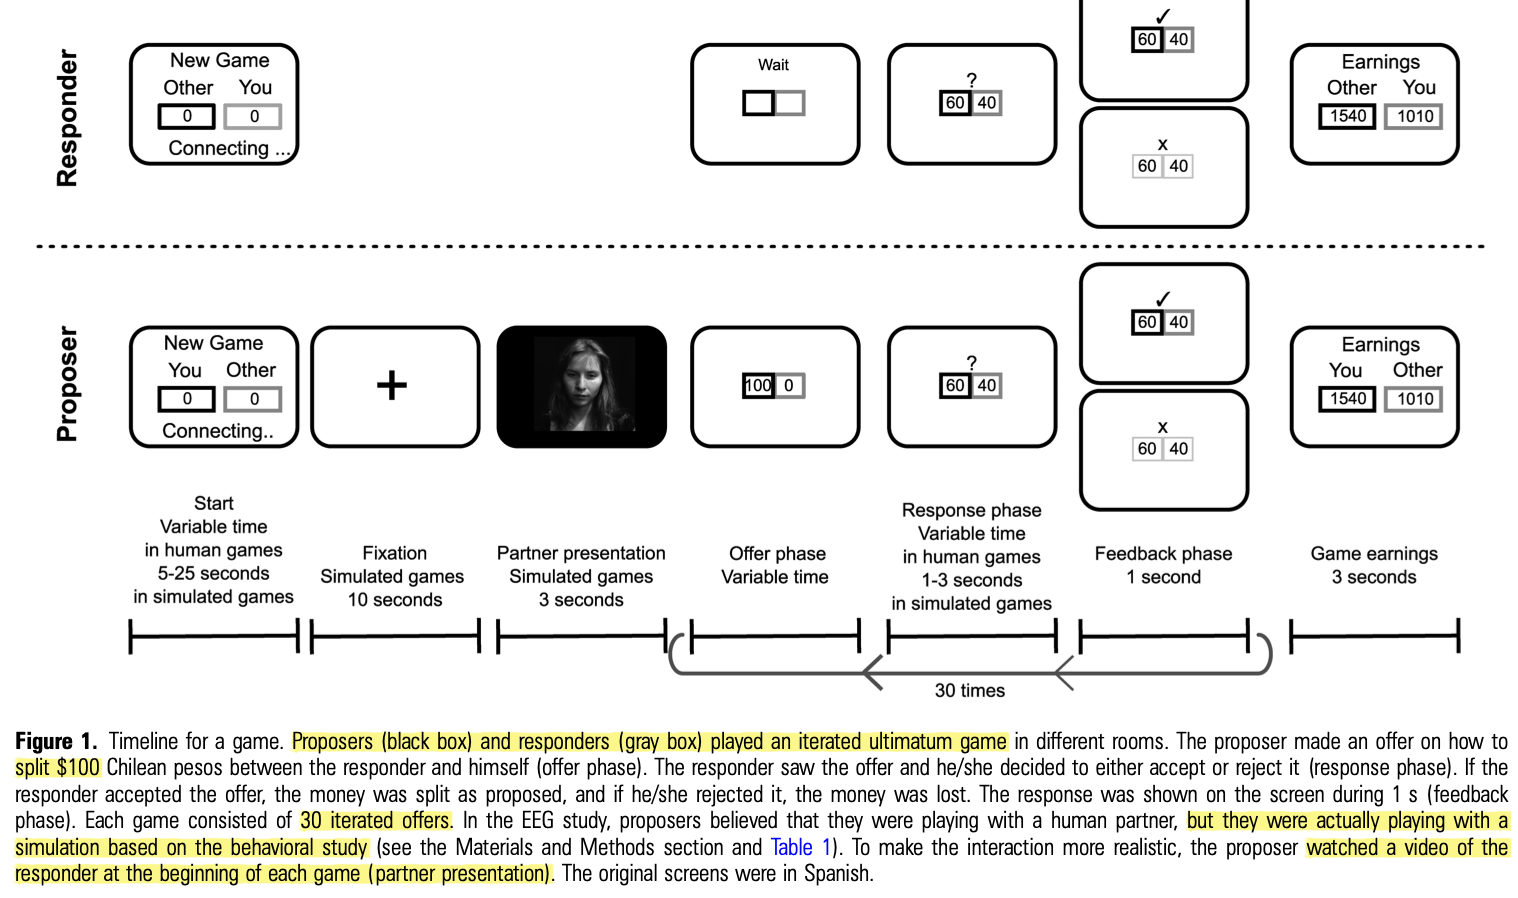 Responder
New Game
Other You
0 0
Connecting ...
Wait
?
60 40
✓
60 40
x
60 40
Earnings
Other You
1540 1010
Proposer
New Game
You Other
0 0
Connecting..
+
100 0
?
60 40
✓
60 40
x
60 40
Earnings
You Other
1540 1010
Start
Variable time
in human games
5-25 seconds
in simulated games
Fixation
Simulated games
10 seconds
Partner presentation
Simulated games
3 seconds
Offer phase
Variable time
Response phase
Variable time
in human games
1-3 seconds
in simulated games
Feedback phase
1 second
Game earnings
3 seconds
30 times
Figure 1. Timeline for a game. Proposers (black box) and responders (gray box) played an iterated ultimatum game in different rooms. The proposer made an offer on how to
split $100 Chilean pesos between the responder and himself (offer phase). The responder saw the offer and he/she decided to either accept or reject it (response phase). If the
responder accepted the offer, the money was split as proposed, and if he/she rejected it, the money was lost. The response was shown on the screen during 1 s (feedback
phase). Each game consisted of 30 iterated offers. In the EEG study, proposers believed that they were playing with a human partner, but they were actually playing with a
simulation based on the behavioral study (see the Materials and Methods section and Table 1). To make the interaction more realistic, the proposer watched a video of the
responder at the beginning of each game (partner presentation). The original screens were in Spanish.